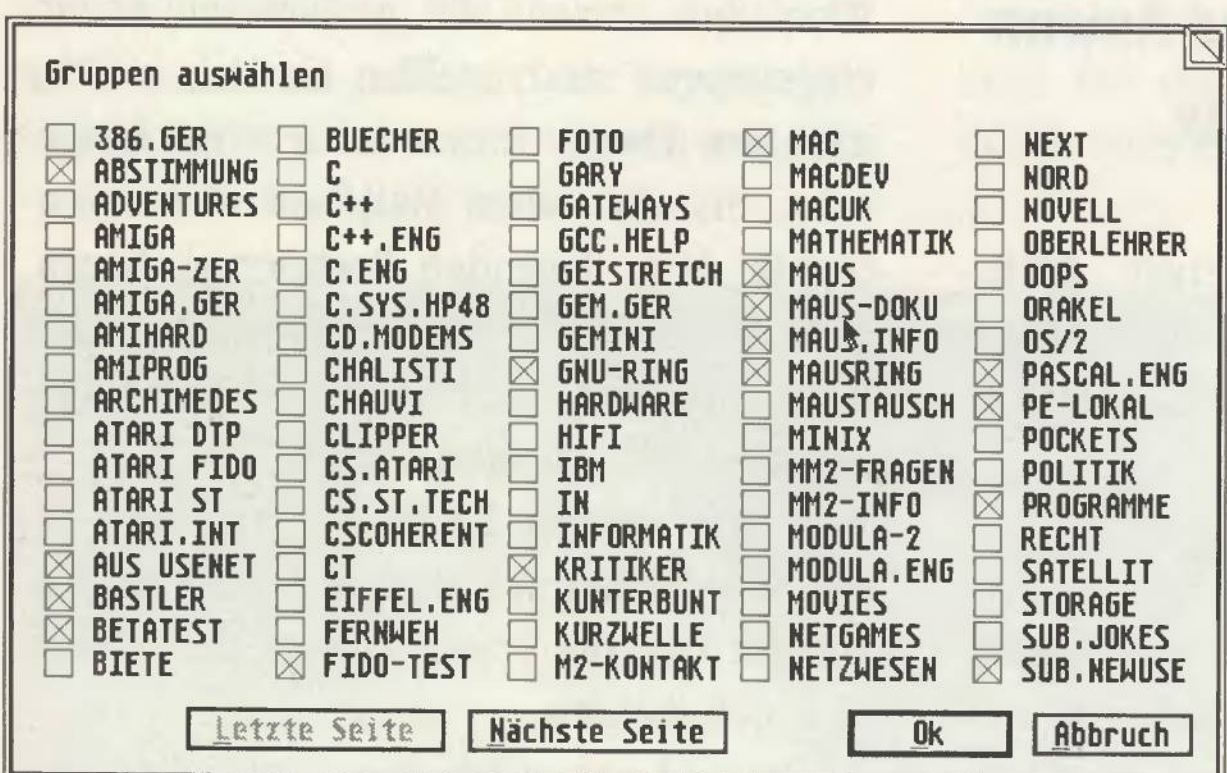 Gruppen auswählen
386.GER BUECHER FOTO MAC NEXT
ABSTIMMUNG C GARY MACDEV NORD
ADVENTURES C++ GATEWAYS MACUK NOVELL
AMIGA C++.ENG GCC.HELP MATHEMATIK OBERLEHRER
AMIGA-ZER C.ENG GEISTREICH MAUS OOPS
AMIGA.GER C.SYS.HP48 GEM.GER MAUS-DOKU ORAKEL
AMIHARD CD.MODEMS GEMINI MAUS.INFO OS/2
AMIPROG CHALISTI GNU-RING MAUSRING PASCAL.ENG
ARCHIMEDES CHAUVI HARDWARE MAUSTAUSCH PE-LOKAL
ATARI DTP CLIPPER HIFI MINIX POCKETS
ATARI FIDO CS.ATARI IBM MM2-FRAGEN POLITIK
ATARI ST CS.ST.TECH IN MM2-INFO PROGRAMME
ATARI.INT CSCOHERENT INFORMATIK MODULA-2 RECHT
AUS USENET CT KRITIKER MODULA.ENG SATELLIT
BASTLER EIFFEL.ENG KUNTERBUNT MOVIES STORAGE
BETATEST FERNWEH KURZWELLE NETGAMES SUB.JOKES
BIETE FIDO-TEST M2-KONTAKT NETZWESEN SUB.NEWUSE
Letzte Seite Nächste Seite Ok Abbruch